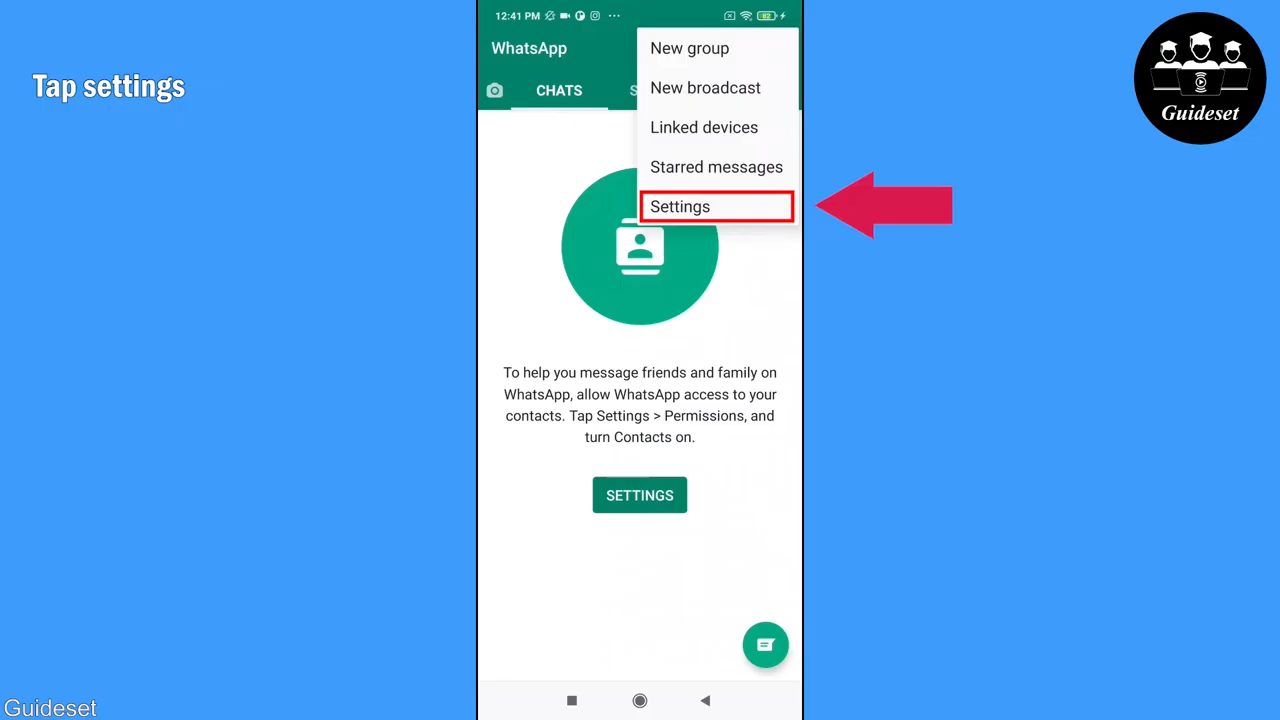 Tap settings
12:41 PM
82
WhatsApp
CHATS
S
New group
New broadcast
Linked devices
Starred messages
Settings
To help you message friends and family on
WhatsApp, allow WhatsApp access to your
contacts. Tap Settings > Permissions, and
turn Contacts on.
SETTINGS
Guideset
Guideset